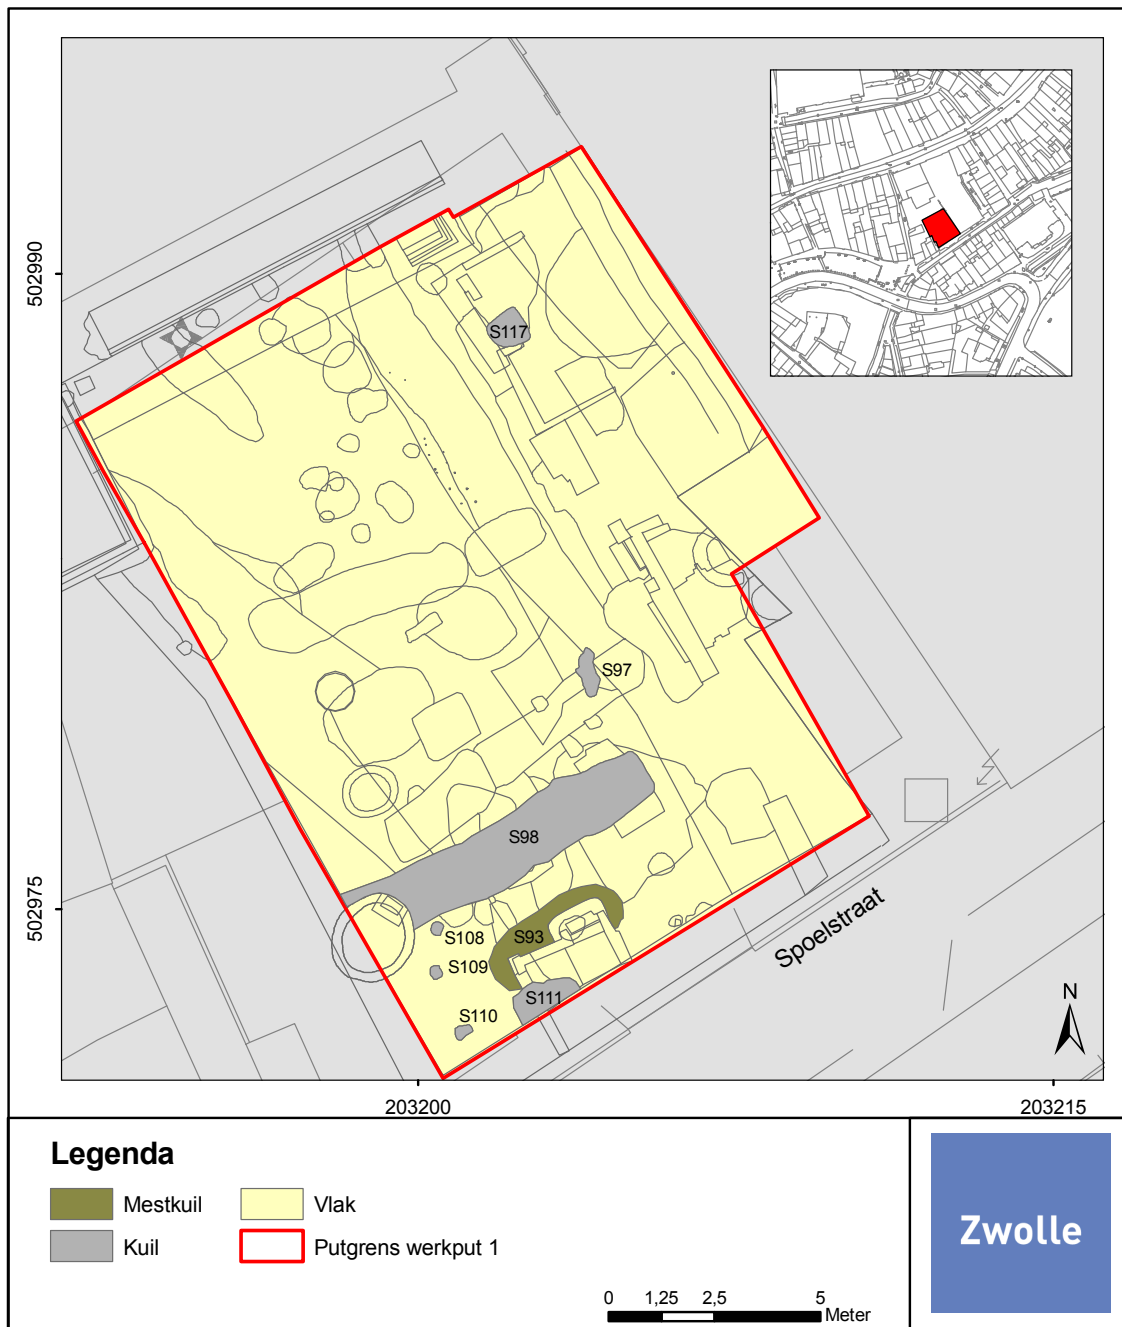 502990
S117
S97
S98
502975
S108
S93
S109
S111
S110
Spoelstraat
N
203200
203215
Legenda
Mestkuil
Vlak
Kuil
Putgrens werkput 1
0 1,25 2,5 5
Meter
Zwolle